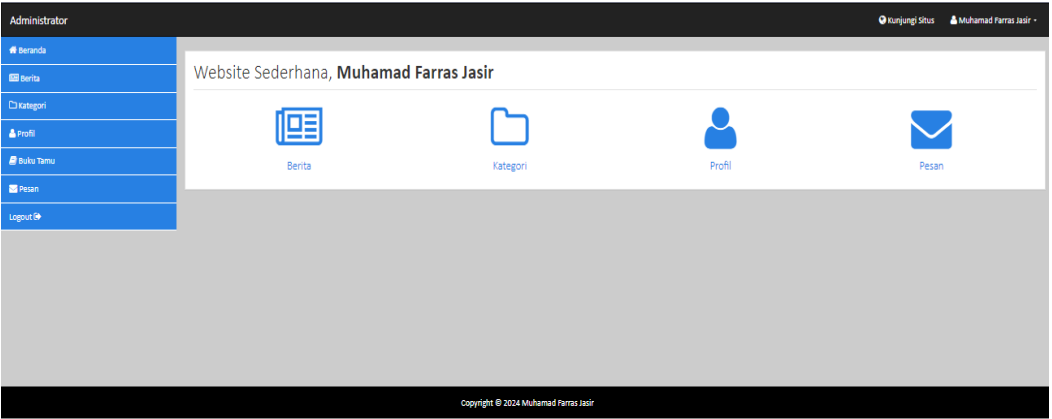 Administrator
Kunjungi Situs
Muhamad Farras Jasir
Beranda
Berita
Kategori
Profil
Buku Tamu
Pesan
Logout
Website Sederhana, Muhamad Farras Jasir
Berita
Kategori
Profil
Pesan
Copyright © 2024 Muhamad Farras Jasir